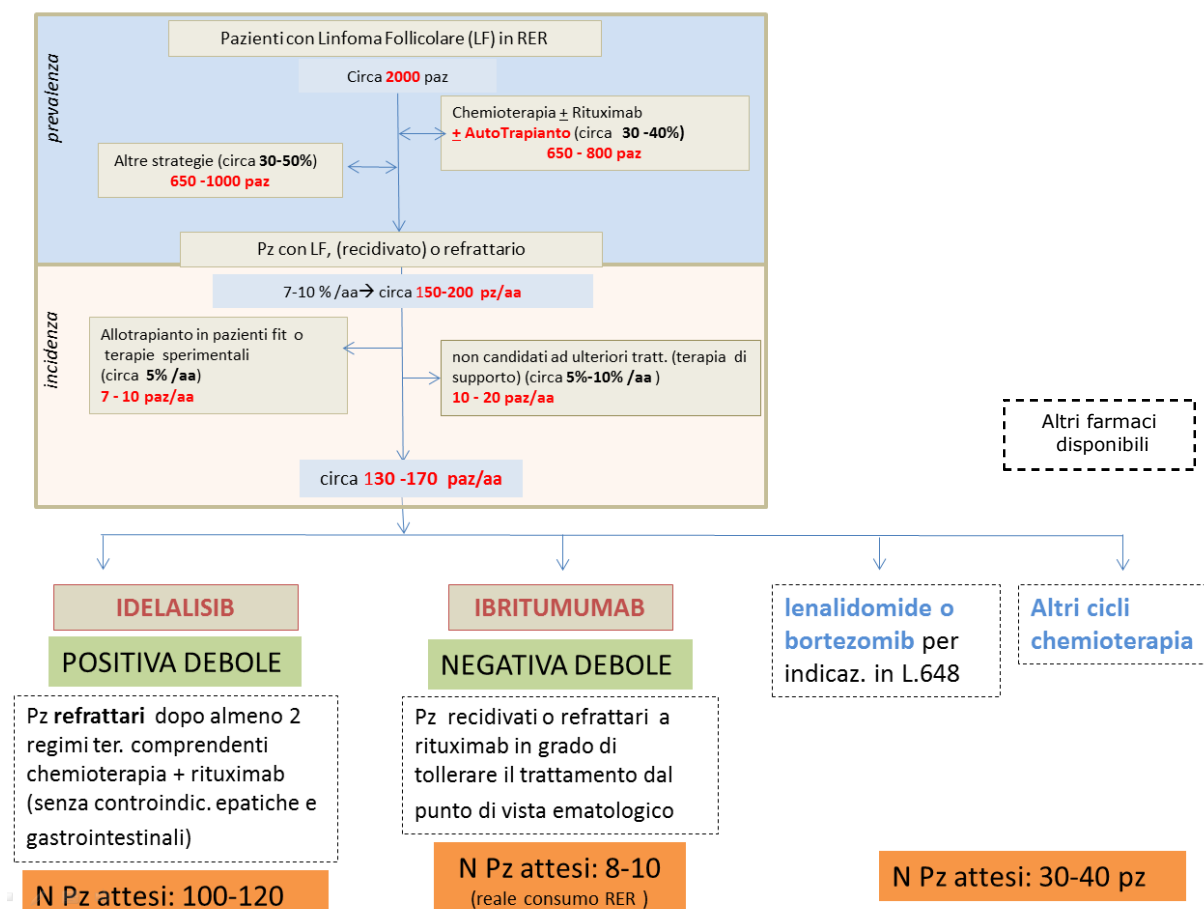 Pazienti con Linfoma Follicolare (LF) in RER
prevalenza
Circa 2000 paz
Chemioterapia + Rituximab
+ AutoTrapianto (circa 30 -40%)
650 - 800 paz
Altre strategie (circa 30-50%)
650 -1000 paz
Pz con LF, (recidivato) o refrattario
incidenza
7-10 % /aa→ circa 150-200 pz/aa
Allotrapianto in pazienti fit o
terapie sperimentali
(circa 5% /aa)
7 - 10 paz/aa
non candidati ad ulteriori tratt. (terapia di
supporto) (circa 5%-10% /aa )
10 - 20 paz/aa
Altri farmaci
disponibili
circa 130 -170 paz/aa
IDELALISIB
POSITIVA DEBOLE
Pz refrattari dopo almeno 2
regimi ter. comprendenti
chemioterapia + rituximab
(senza controindic. epatiche e
gastrointestinali)
N Pz attesi: 100-120
IBRITUMUMAB
NEGATIVA DEBOLE
Pz recidivati o refrattari a
rituximab in grado di
tollerare il trattamento dal
punto di vista ematologico
N Pz attesi: 8-10
(reale consumo RER )
lenalidomide o
bortezomib per
indicaz. in L.648
Altri cicli
chemioterapia
N Pz attesi: 30-40 pz